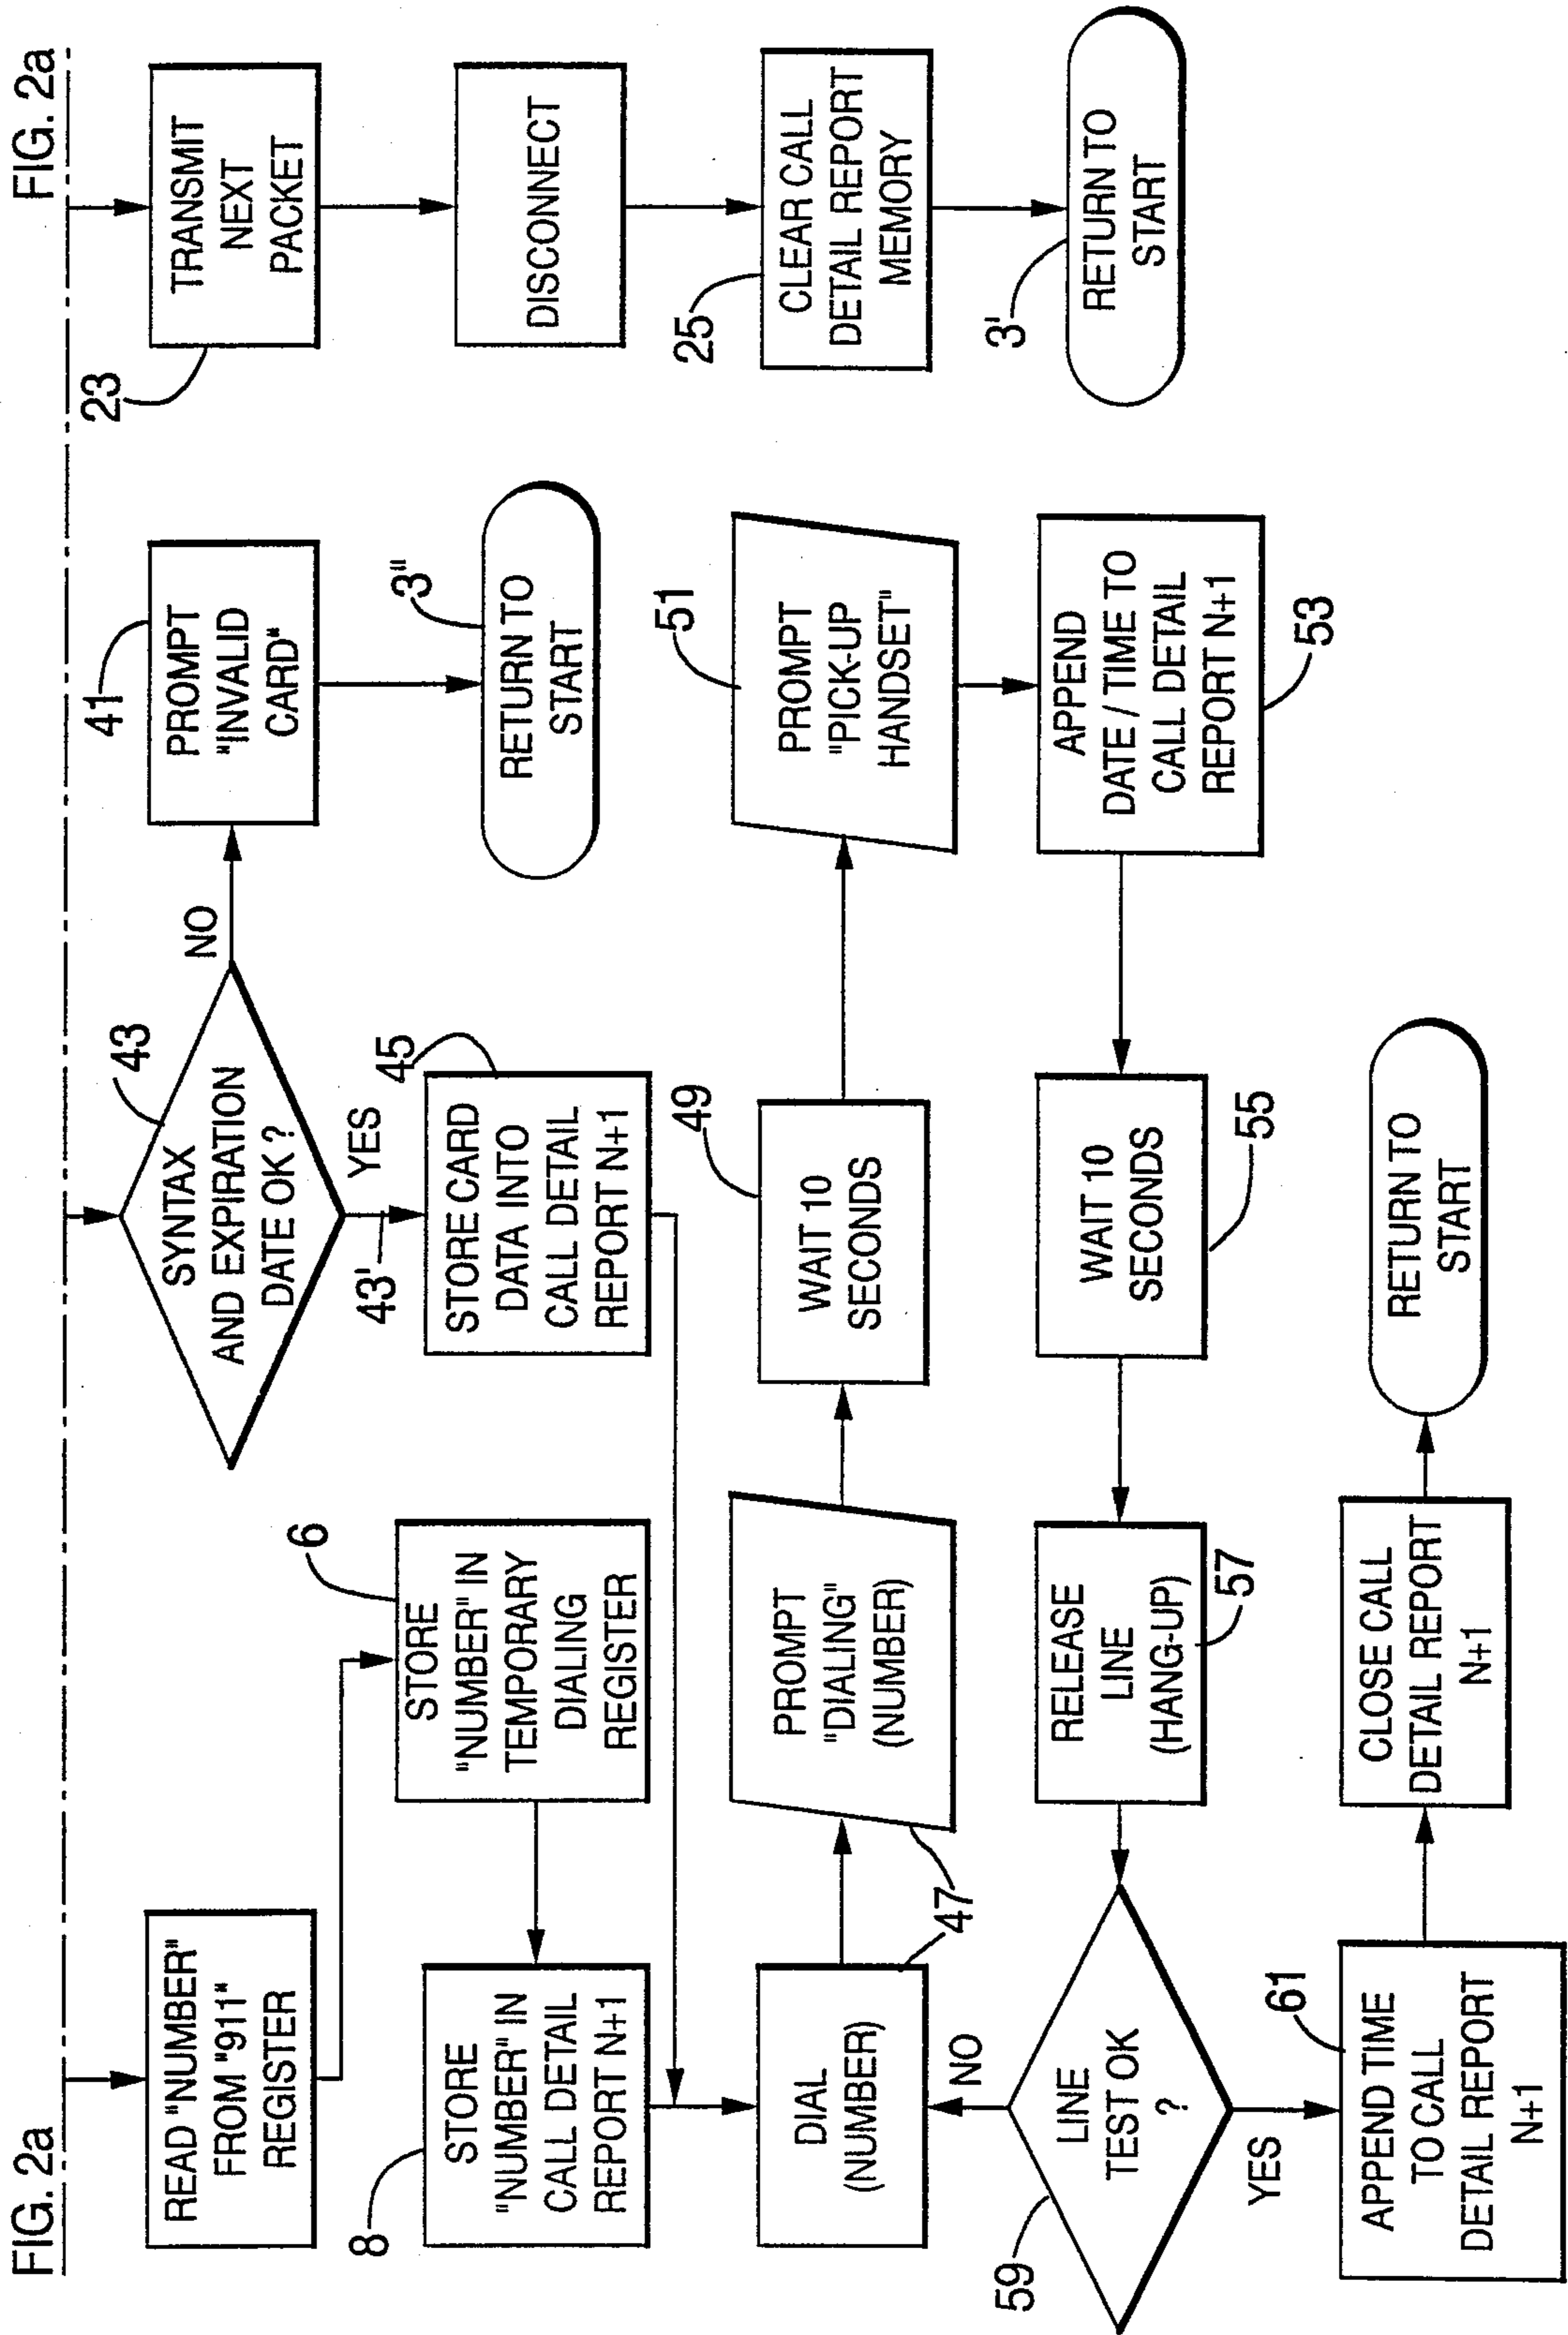 FIG. 2a
FIG. 2a
READ "NUMBER"
FROM "911"
REGISTER
6
STORE
"NUMBER" IN
TEMPORARY
DIALING
REGISTER
8
STORE
"NUMBER" IN
CALL DETAIL
REPORT N+1
43
SYNTAX
AND EXPIRATION
DATE OK ?
NO
YES
43'
45
STORE CARD
DATA INTO
CALL DETAIL
REPORT N+1
41
PROMPT
"INVALID
CARD"
3"
RETURN TO
START
23
TRANSMIT
NEXT
PACKET
DISCONNECT
25
CLEAR CALL
DETAIL REPORT
MEMORY
3'
RETURN TO
START
DIAL
(NUMBER)
47
PROMPT
"DIALING"
(NUMBER)
49
WAIT 10
SECONDS
51
PROMPT
"PICK-UP
HANDSET"
59
LINE
TEST OK
?
NO
YES
RELEASE
LINE
(HANG-UP)
57
WAIT 10
SECONDS
55
APPEND
DATE / TIME TO
CALL DETAIL
REPORT N+1
53
61
APPEND TIME
TO CALL
DETAIL REPORT
N+1
CLOSE CALL
DETAIL REPORT
N+1
RETURN TO
START